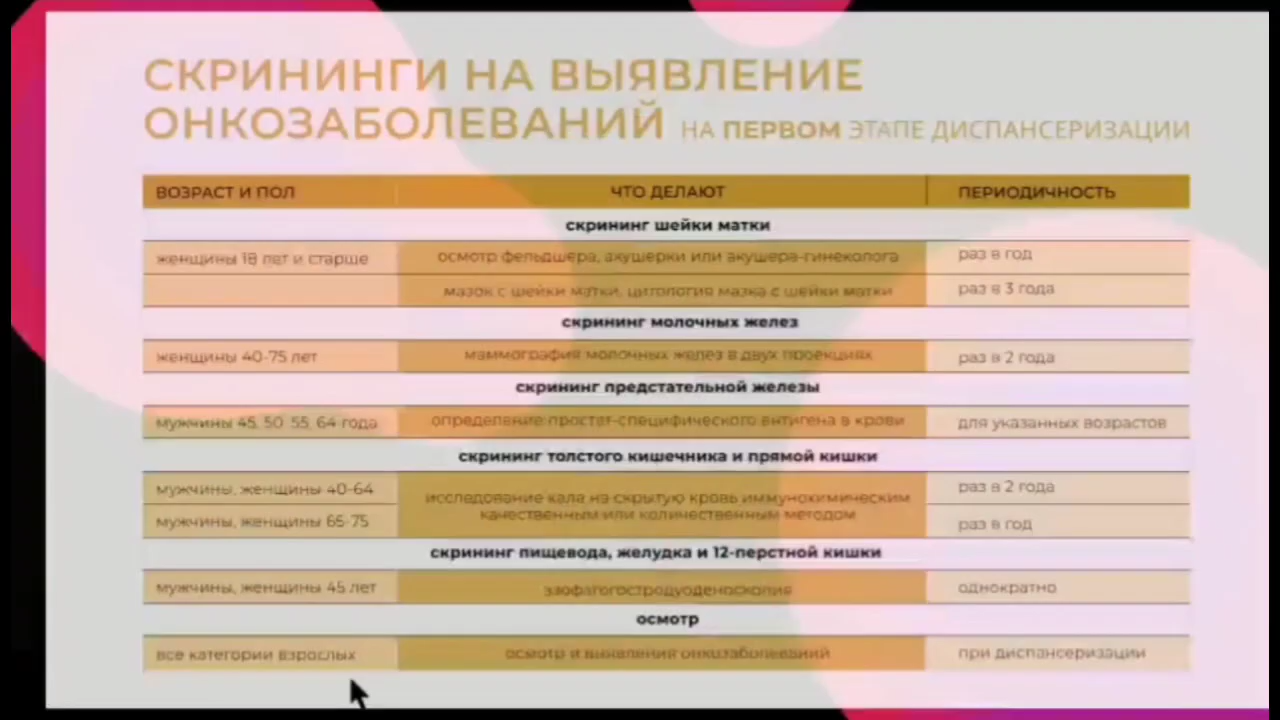 СКРИНИНГИ НА ВЫЯВЛЕНИЕ
ОНКОЗАБОЛЕВАНИЙ НА ПЕРВОМ ЭТАПЕ ДИСПАНСЕРИЗАЦИИ
ВОЗРАСТ И ПОЛ ЧТО ДЕЛАЮТ ПЕРИОДИЧНОСТЬ
скрининг шейки матки
женщины 18 лет и старше осмотр фельдшера, акушерки или акушера-гинеколога раз в год
мазок с шейки матки, цитология мазка с шейки матки раз в 3 года
скрининг молочных желез
женщины 40-75 лет маммография молочных желез в двух проекциях раз в 2 года
скрининг предстательной железы
мужчины 45, 50, 55, 64 года определение простат-специфического антигена в крови для указанных возрастов
скрининг толстого кишечника и прямой кишки
мужчины, женщины 40-64 исследование кала на скрытую кровь иммунохимическим раз в 2 года
мужчины, женщины 65-75 качественным или количественным методом раз в год
скрининг пищевода, желудка и 12-перстной кишки
мужчины, женщины 45 лет эзофагогастродуоденоскопия однократно
осмотр
все категории взрослых осмотр и выявления онкозаболеваний при диспансеризации